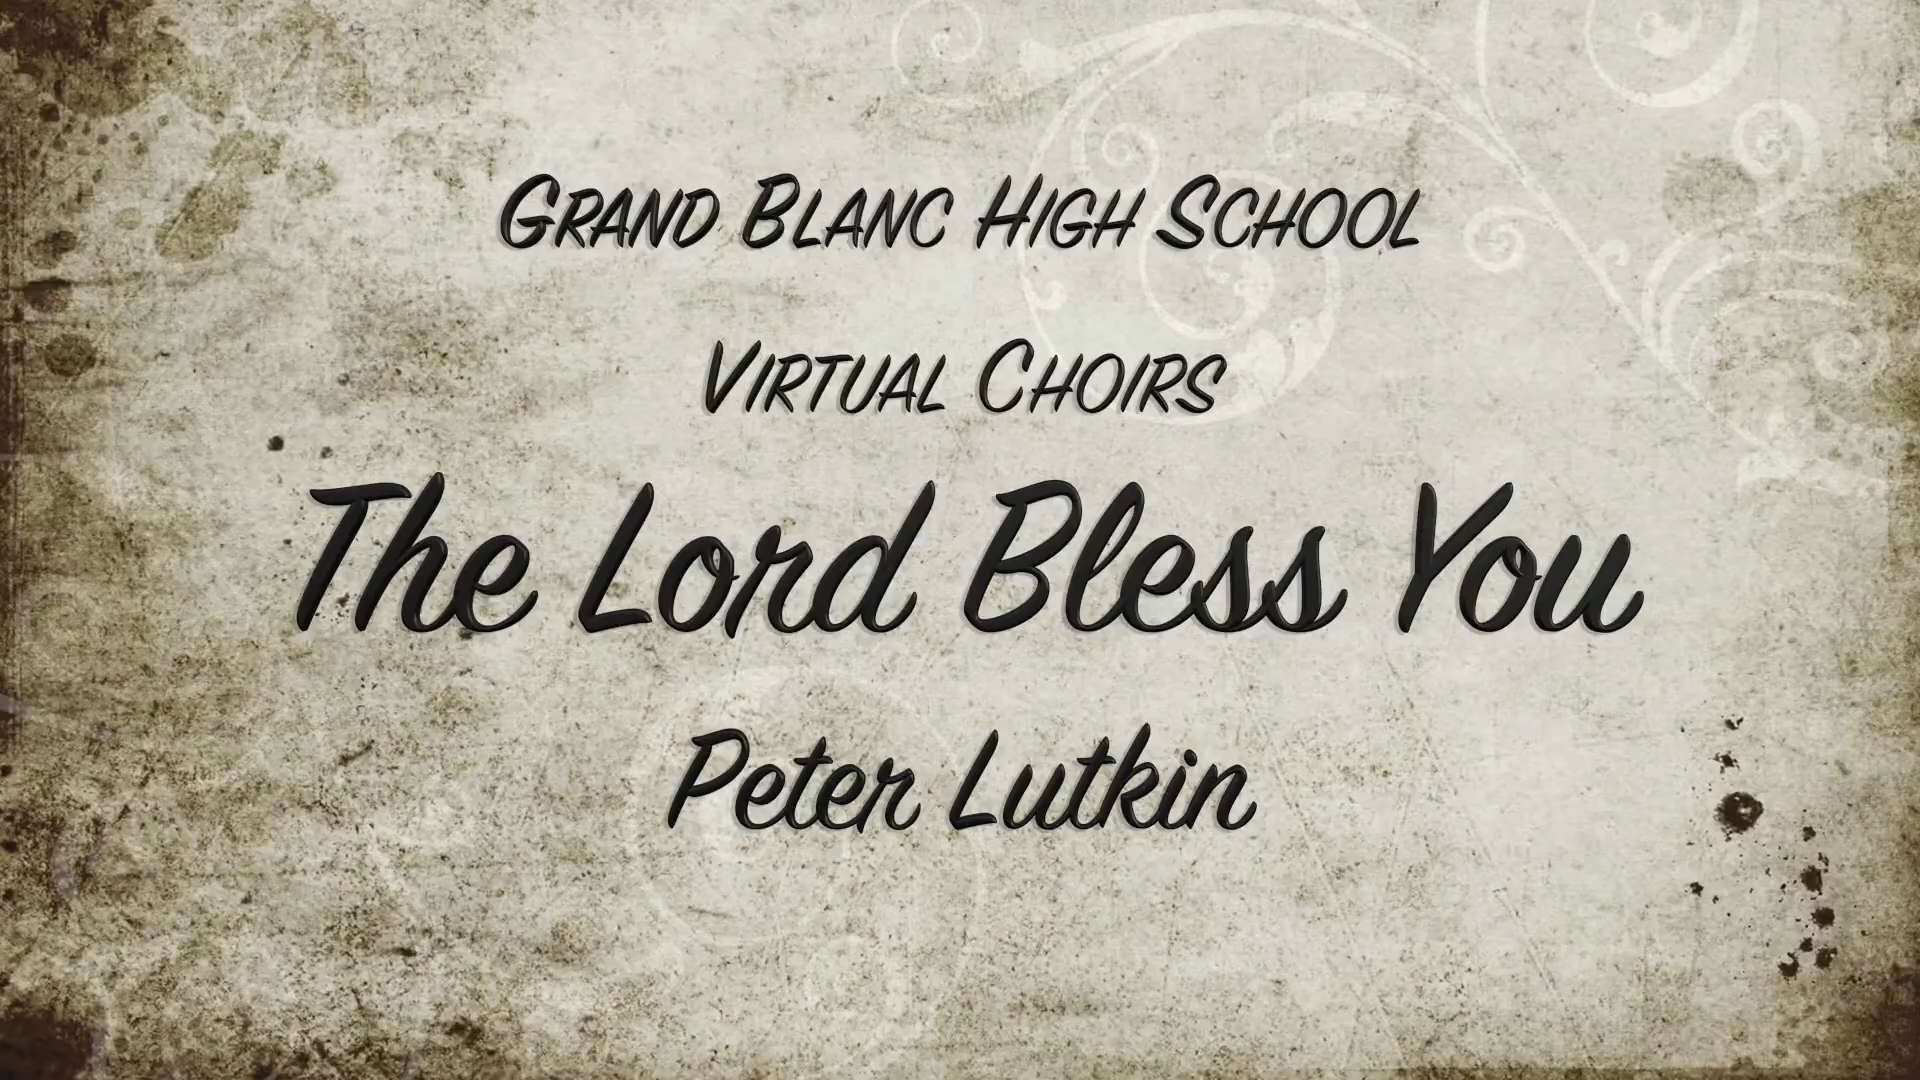 Grand Blanc High School
Virtual Choirs
The Lord Bless You
Peter Lutkin